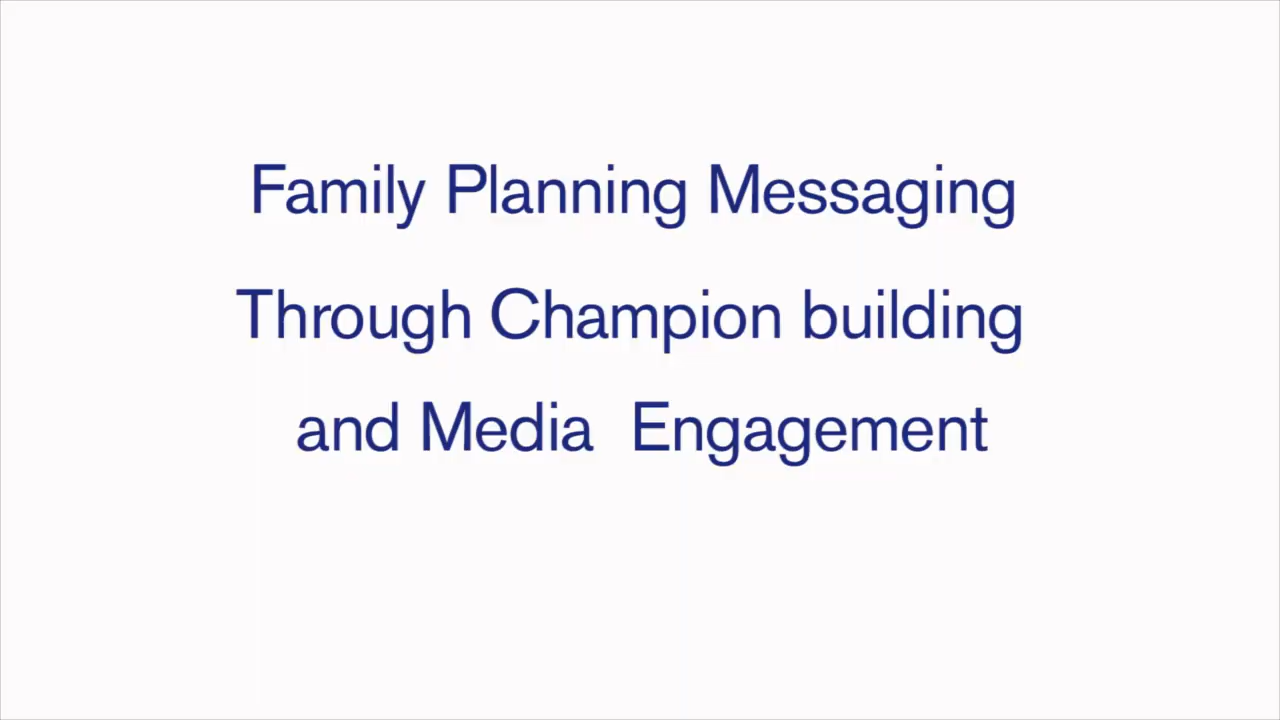 Family Planning Messaging
Through Champion building
and Media  Engagement